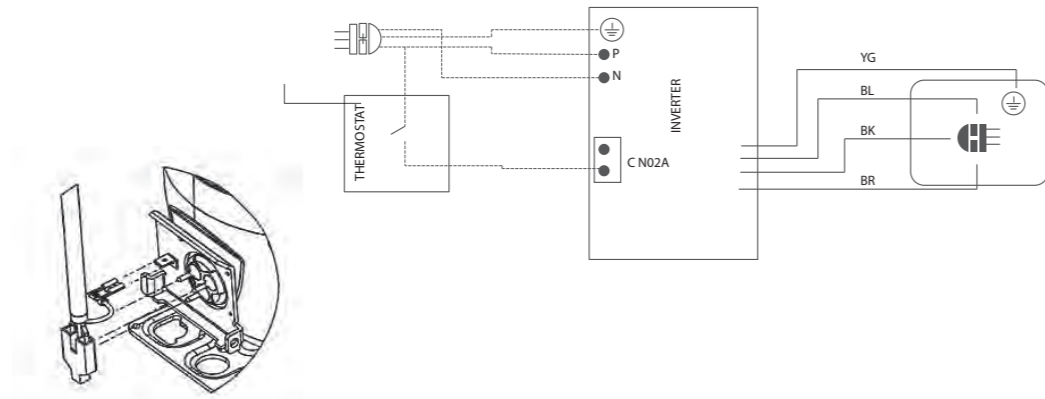 P
N
THERMOSTAT
INVERTER
C N02A
YG
BL
BK
BR